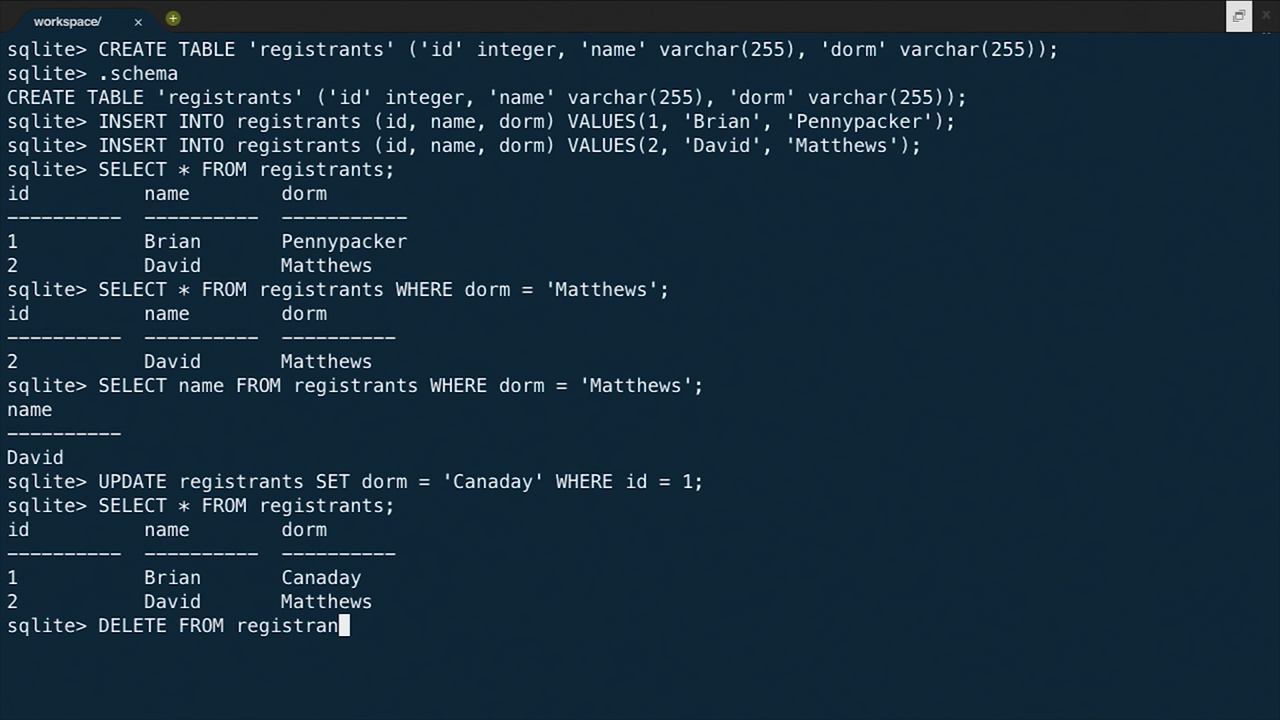 workspace/
sqlite> CREATE TABLE 'registrants' ('id' integer, 'name' varchar(255), 'dorm' varchar(255));
sqlite> .schema
CREATE TABLE 'registrants' ('id' integer, 'name' varchar(255), 'dorm' varchar(255));
sqlite> INSERT INTO registrants (id, name, dorm) VALUES(1, 'Brian', 'Pennypacker');
sqlite> INSERT INTO registrants (id, name, dorm) VALUES(2, 'David', 'Matthews');
sqlite> SELECT * FROM registrants;
id          name        dorm
----------  ----------  -----------
1           Brian       Pennypacker
2           David       Matthews
sqlite> SELECT * FROM registrants WHERE dorm = 'Matthews';
id          name        dorm
----------  ----------  ----------
2           David       Matthews
sqlite> SELECT name FROM registrants WHERE dorm = 'Matthews';
name
----------
David
sqlite> UPDATE registrants SET dorm = 'Canaday' WHERE id = 1;
sqlite> SELECT * FROM registrants;
id          name        dorm
----------  ----------  ----------
1           Brian       Canaday
2           David       Matthews
sqlite> DELETE FROM registran